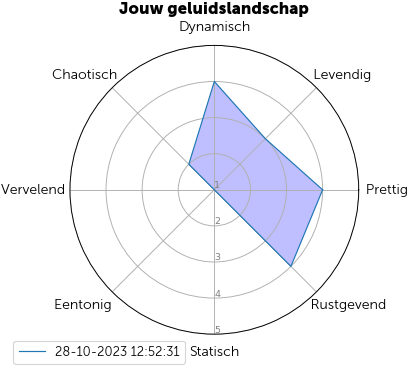 Jouw geluidslandschap
Dynamisch
Chaotisch
Levendig
Vervelend
1
Prettig
2
3
4
Eentonig
Rustgevend
5
28-10-2023 12:52:31
Statisch